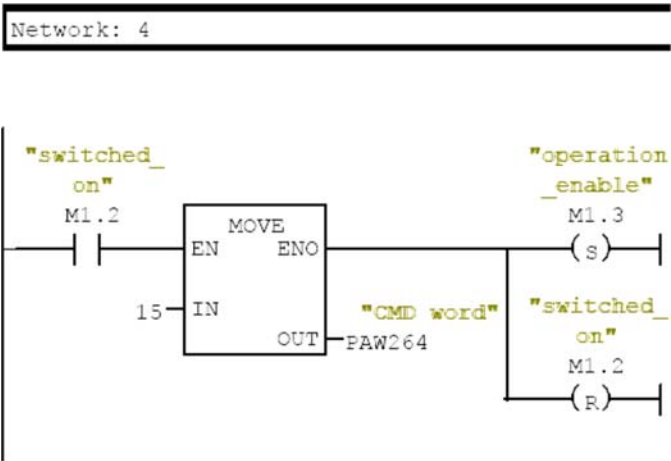 Network: 4
"switched_
on"
M1.2
MOVE
EN ENO
15 IN
OUT
"CMD word"
PAW264
"operation
_enable"
M1.3
S
"switched_
on"
M1.2
R